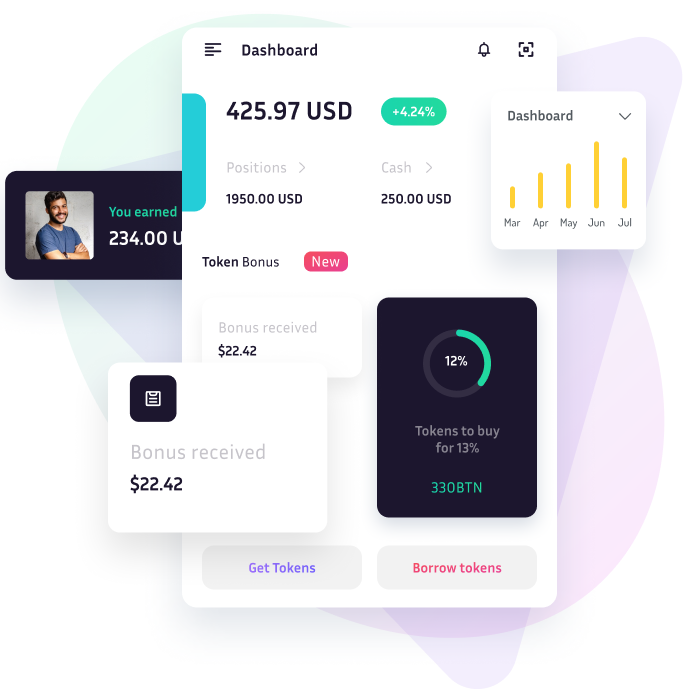 Dashboard
425.97 USD
+4.24%
Positions
Cash
1950.00 USD
250.00 USD
Dashboard
Mar Apr May Jun Jul
You earned
234.00 U
Token Bonus
New
Bonus received
$22.42
Bonus received
$22.42
12%
Tokens to buy
for 13%
330BTN
Get Tokens
Borrow tokens